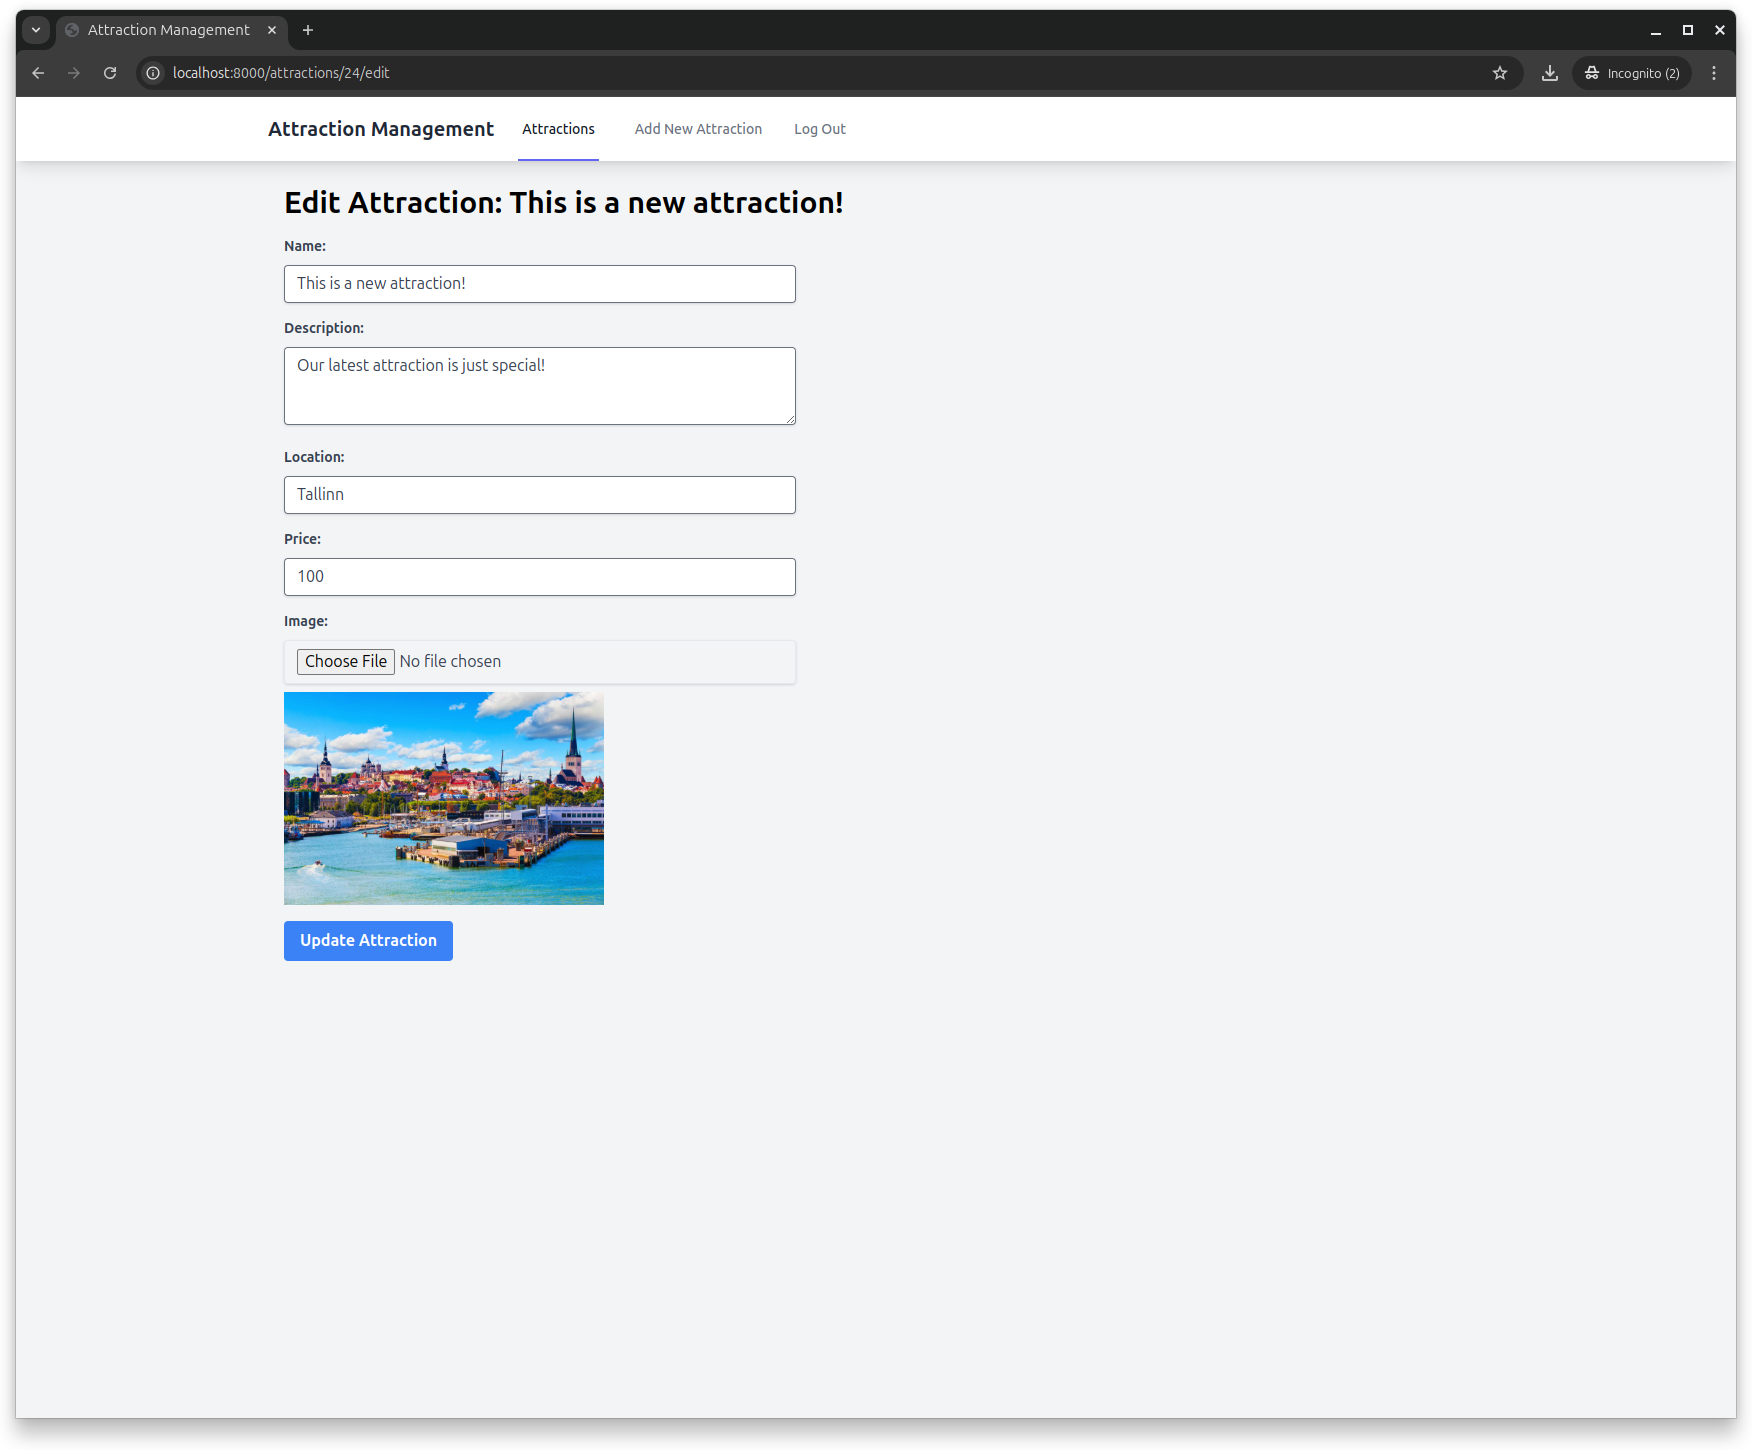 Attraction Management
localhost:8000/attractions/24/edit
Incognito (2)
Attraction Management Attractions Add New Attraction Log Out
Edit Attraction: This is a new attraction!
Name:
This is a new attraction!
Description:
Our latest attraction is just special!
Location:
Tallinn
Price:
100
Image:
Choose File No file chosen
Update Attraction